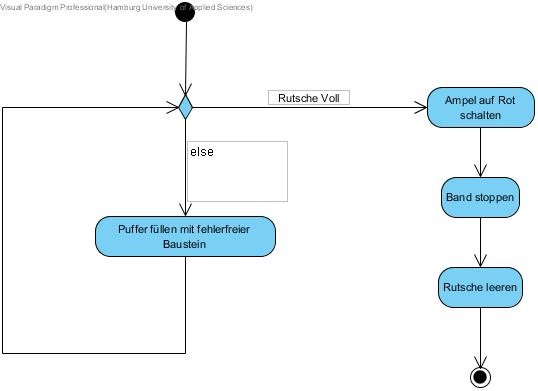 Visual Paradigm Professional(Hamburg University of Applied Sciences)
Rutsche Voll
Ampel auf Rot
schalten
else
Band stoppen
Puffer füllen mit fehlerfreier
Baustein
Rutsche leeren